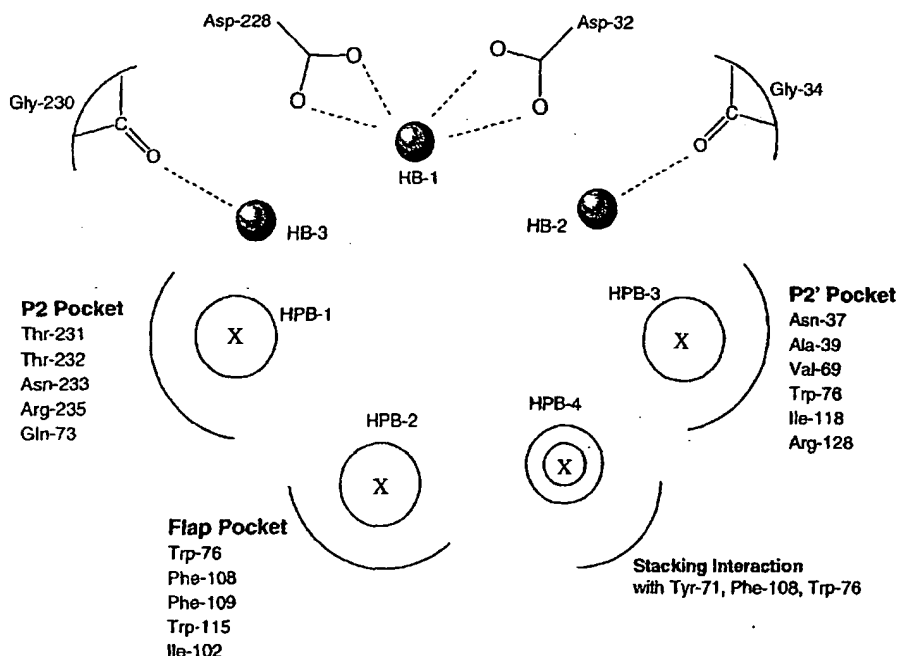 Asp-228
Asp-32
O
O
O
O
Gly-230
C
O
Gly-34
C
O
HB-1
HB-3
HB-2
P2 Pocket
Thr-231
Thr-232
Asn-233
Arg-235
Gln-73
HPB-1
X
HPB-3
X
P2' Pocket
Asn-37
Ala-39
Val-69
Trp-76
Ile-118
Arg-128
HPB-2
X
HPB-4
X
Flap Pocket
Trp-76
Phe-108
Phe-109
Trp-115
Ile-102
Stacking Interaction
with Tyr-71, Phe-108, Trp-76